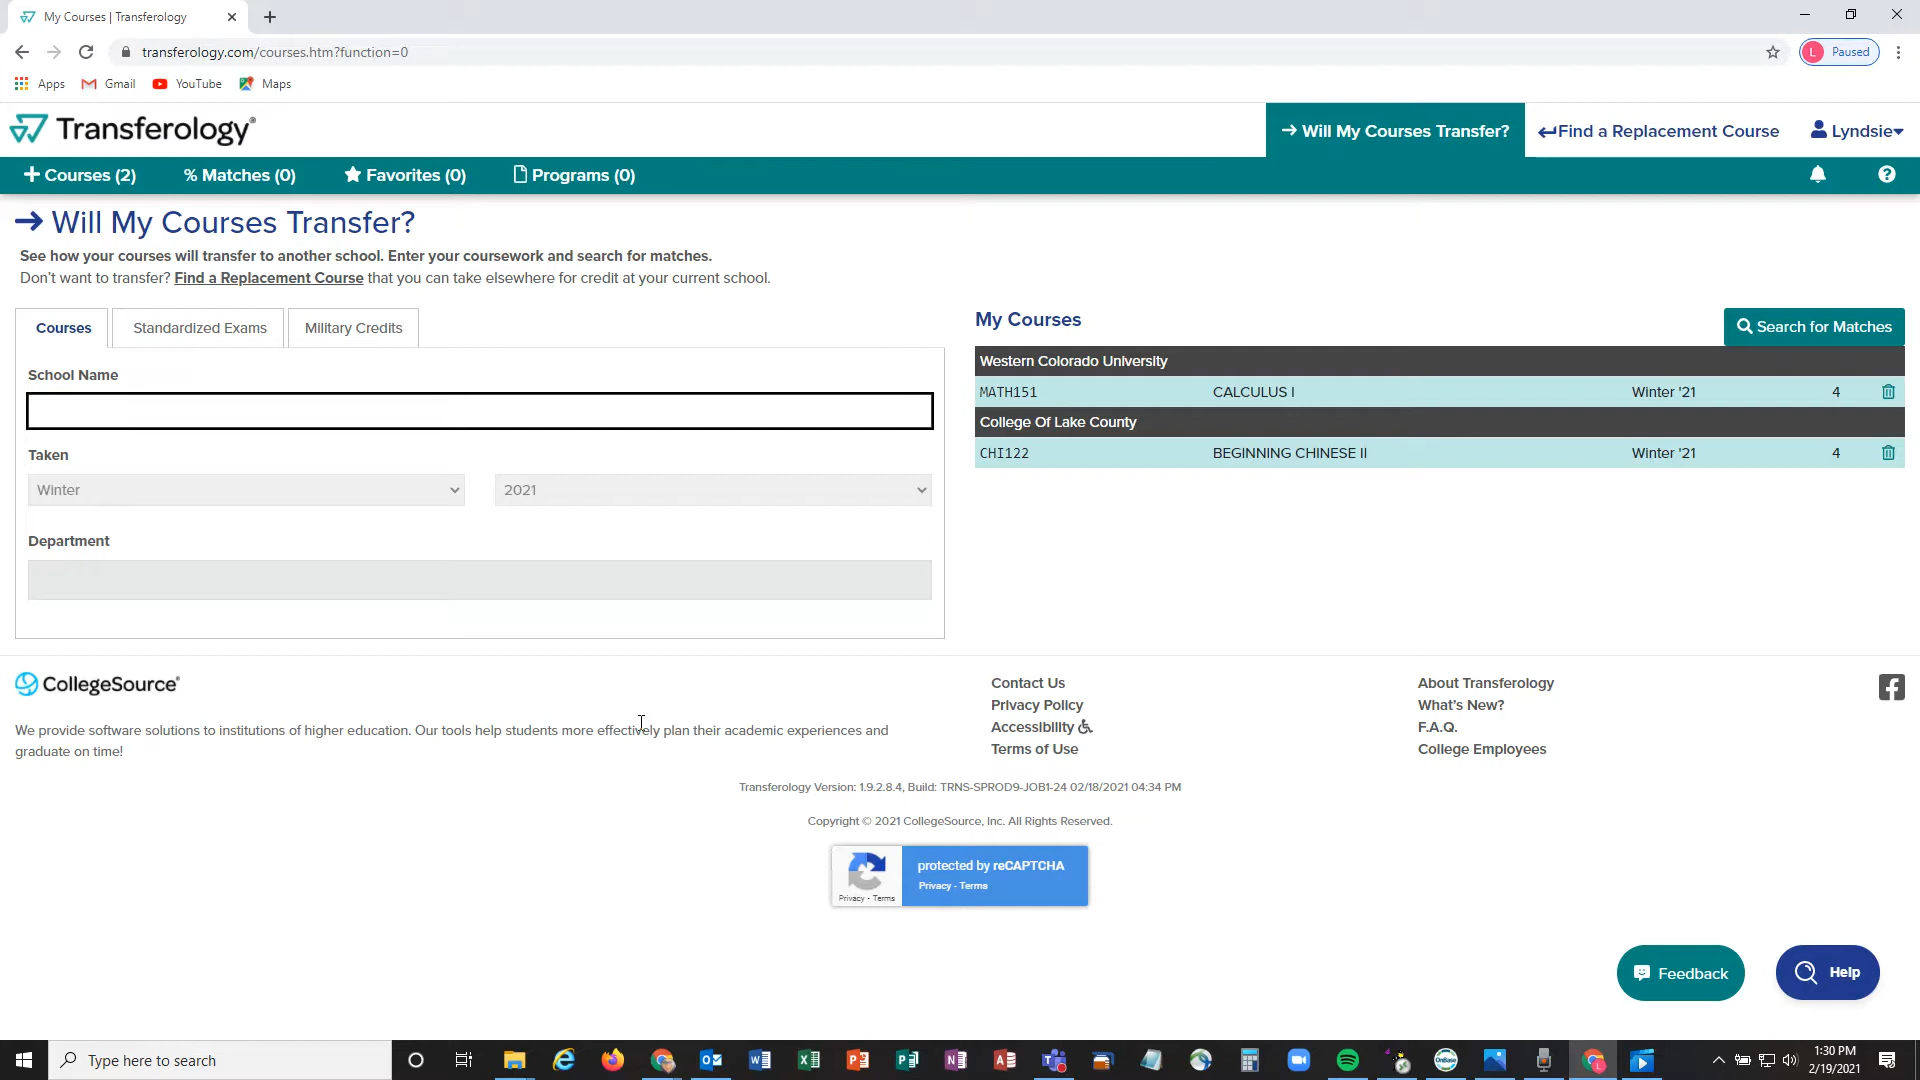 My Courses | Transferology
transferology.com/courses.htm?function=0
L Paused
Apps Gmail YouTube Maps
Transferology®
Will My Courses Transfer? Find a Replacement Course Lyndsie
Courses (2) % Matches (0) Favorites (0) Programs (0)
Will My Courses Transfer?
See how your courses will transfer to another school. Enter your coursework and search for matches.
Don't want to transfer? Find a Replacement Course that you can take elsewhere for credit at your current school.
Courses Standardized Exams Military Credits
School Name
Taken
Winter 2021
Department
My Courses
Search for Matches
Western Colorado University
MATH151 CALCULUS I Winter '21 4
College Of Lake County
CHI122 BEGINNING CHINESE II Winter '21 4
CollegeSource®
We provide software solutions to institutions of higher education. Our tools help students more effectively plan their academic experiences and
graduate on time!
Contact Us
Privacy Policy
Accessibility
Terms of Use
About Transferology
What's New?
F.A.Q.
College Employees
Transferology Version: 1.9.2.8.4, Build: TRNS-SPROD9-JOB1-24 02/18/2021 04:34 PM
Copyright © 2021 CollegeSource, Inc. All Rights Reserved.
protected by reCAPTCHA
Privacy - Terms
Privacy - Terms
Feedback
Help
Type here to search
1:30 PM
2/19/2021